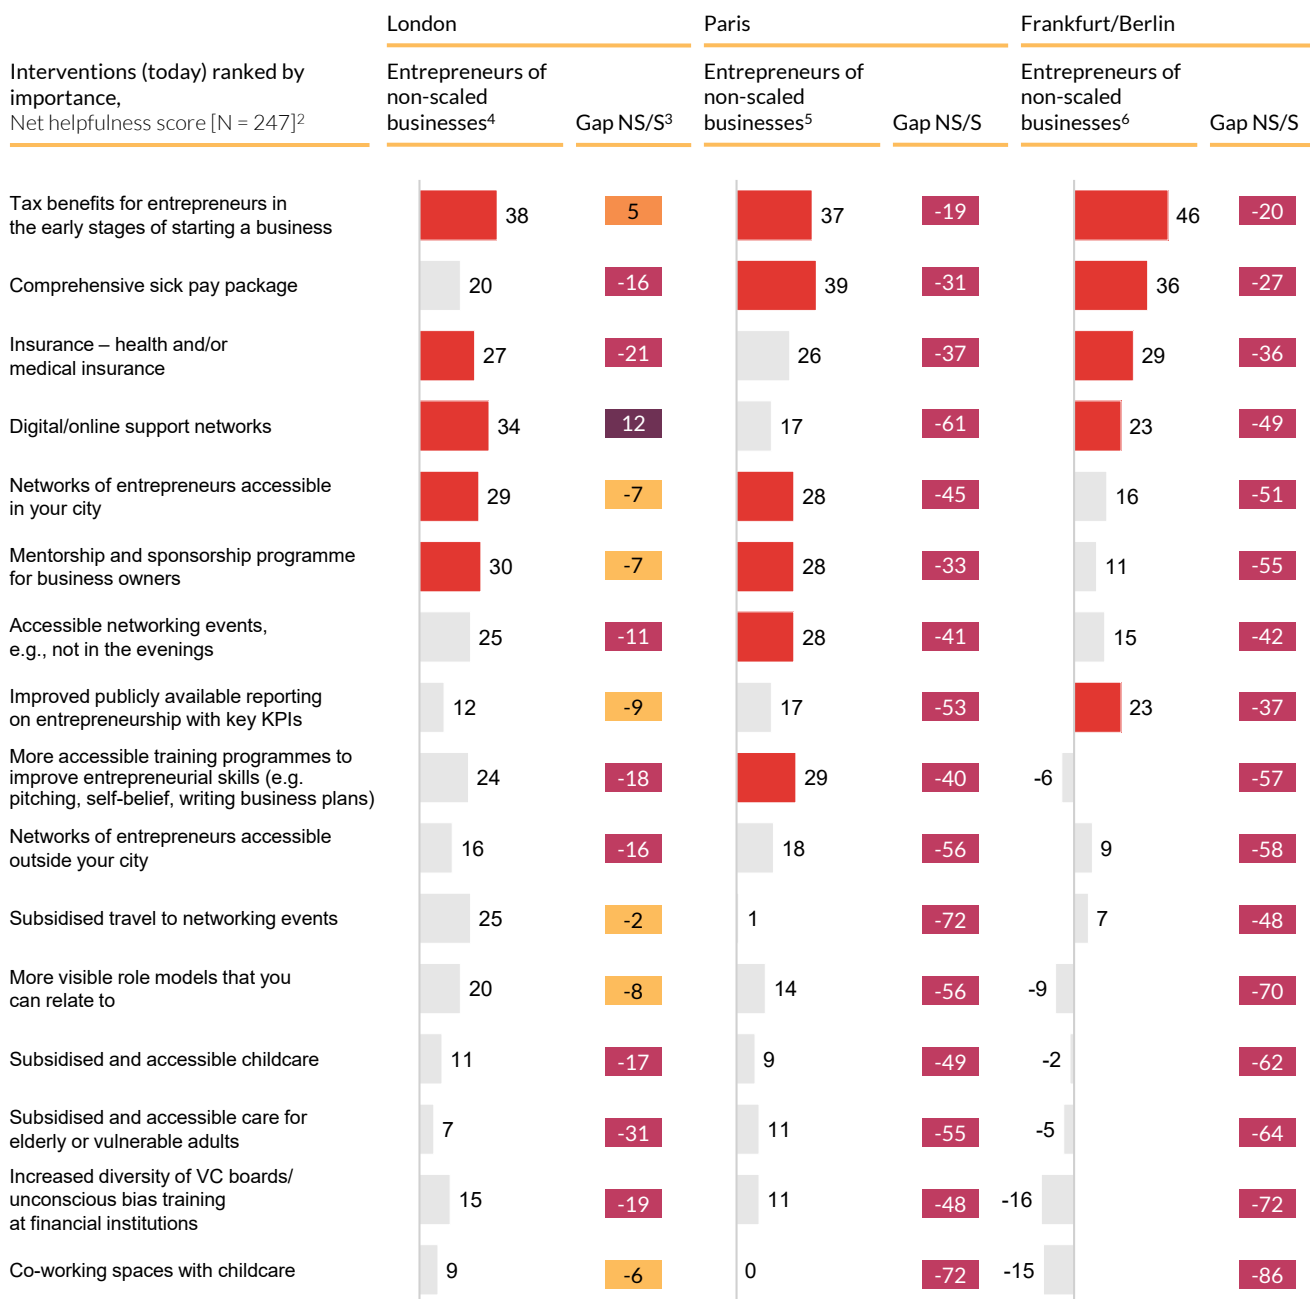 London
Paris
Frankfurt/Berlin
Interventions (today) ranked by
importance,
Net helpfulness score [N = 247]²
Entrepreneurs of
non-scaled
businesses⁴
Gap NS/S³
Entrepreneurs of
non-scaled
businesses⁵
Gap NS/S
Entrepreneurs of
non-scaled
businesses⁶
Gap NS/S
Tax benefits for entrepreneurs in
the early stages of starting a business
38
5
37
-19
46
-20
Comprehensive sick pay package
20
-16
39
-31
36
-27
Insurance – health and/or
medical insurance
27
-21
26
-37
29
-36
Digital/online support networks
34
12
17
-61
23
-49
Networks of entrepreneurs accessible
in your city
29
-7
28
-45
16
-51
Mentorship and sponsorship programme
for business owners
30
-7
28
-33
11
-55
Accessible networking events,
e.g., not in the evenings
25
-11
28
-41
15
-42
Improved publicly available reporting
on entrepreneurship with key KPIs
12
-9
17
-53
23
-37
More accessible training programmes to
improve entrepreneurial skills (e.g.
pitching, self-belief, writing business plans)
24
-18
29
-40
-6
-57
Networks of entrepreneurs accessible
outside your city
16
-16
18
-56
9
-58
Subsidised travel to networking events
25
-2
1
-72
7
-48
More visible role models that you
can relate to
20
-8
14
-56
-9
-70
Subsidised and accessible childcare
11
-17
9
-49
-2
-62
Subsidised and accessible care for
elderly or vulnerable adults
7
-31
11
-55
-5
-64
Increased diversity of VC boards/
unconscious bias training
at financial institutions
15
-19
11
-48
-16
-72
Co-working spaces with childcare
9
-6
0
-72
-15
-86